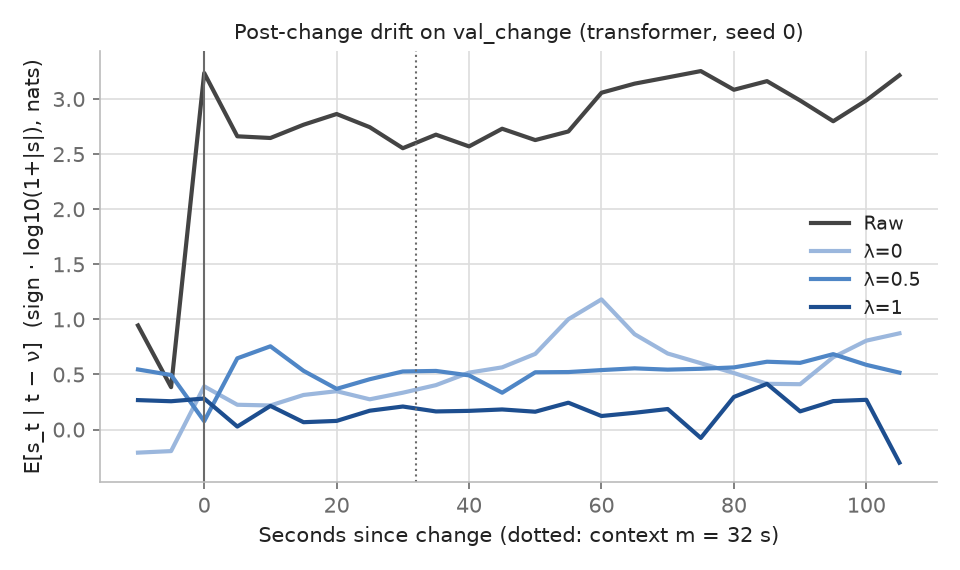 Post-change drift on val_change (transformer, seed 0)
E[s_t | t − ν]  (sign · log10(1+|s|), nats)
3.0
2.5
2.0
1.5
1.0
0.5
0.0
Raw
λ=0
λ=0.5
λ=1
0 20 40 60 80 100
Seconds since change (dotted: context m = 32 s)